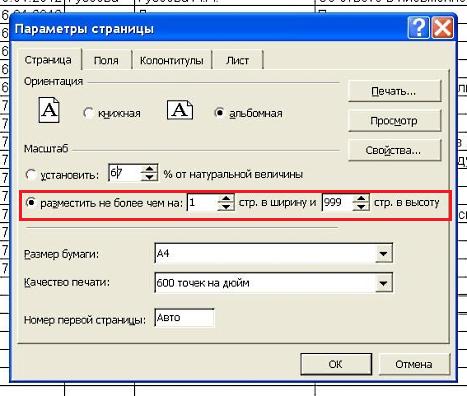 Параметры страницы
Страница Поля Колонтитулы Лист
Ориентация
A книжная A альбомная
Печать...
Просмотр
Свойства...
Масштаб
установить: 67 % от натуральной величины
разместить не более чем на: 1 стр. в ширину и 999 стр. в высоту
Размер бумаги: A4
Качество печати: 600 точек на дюйм
Номер первой страницы: Авто
OK Отмена